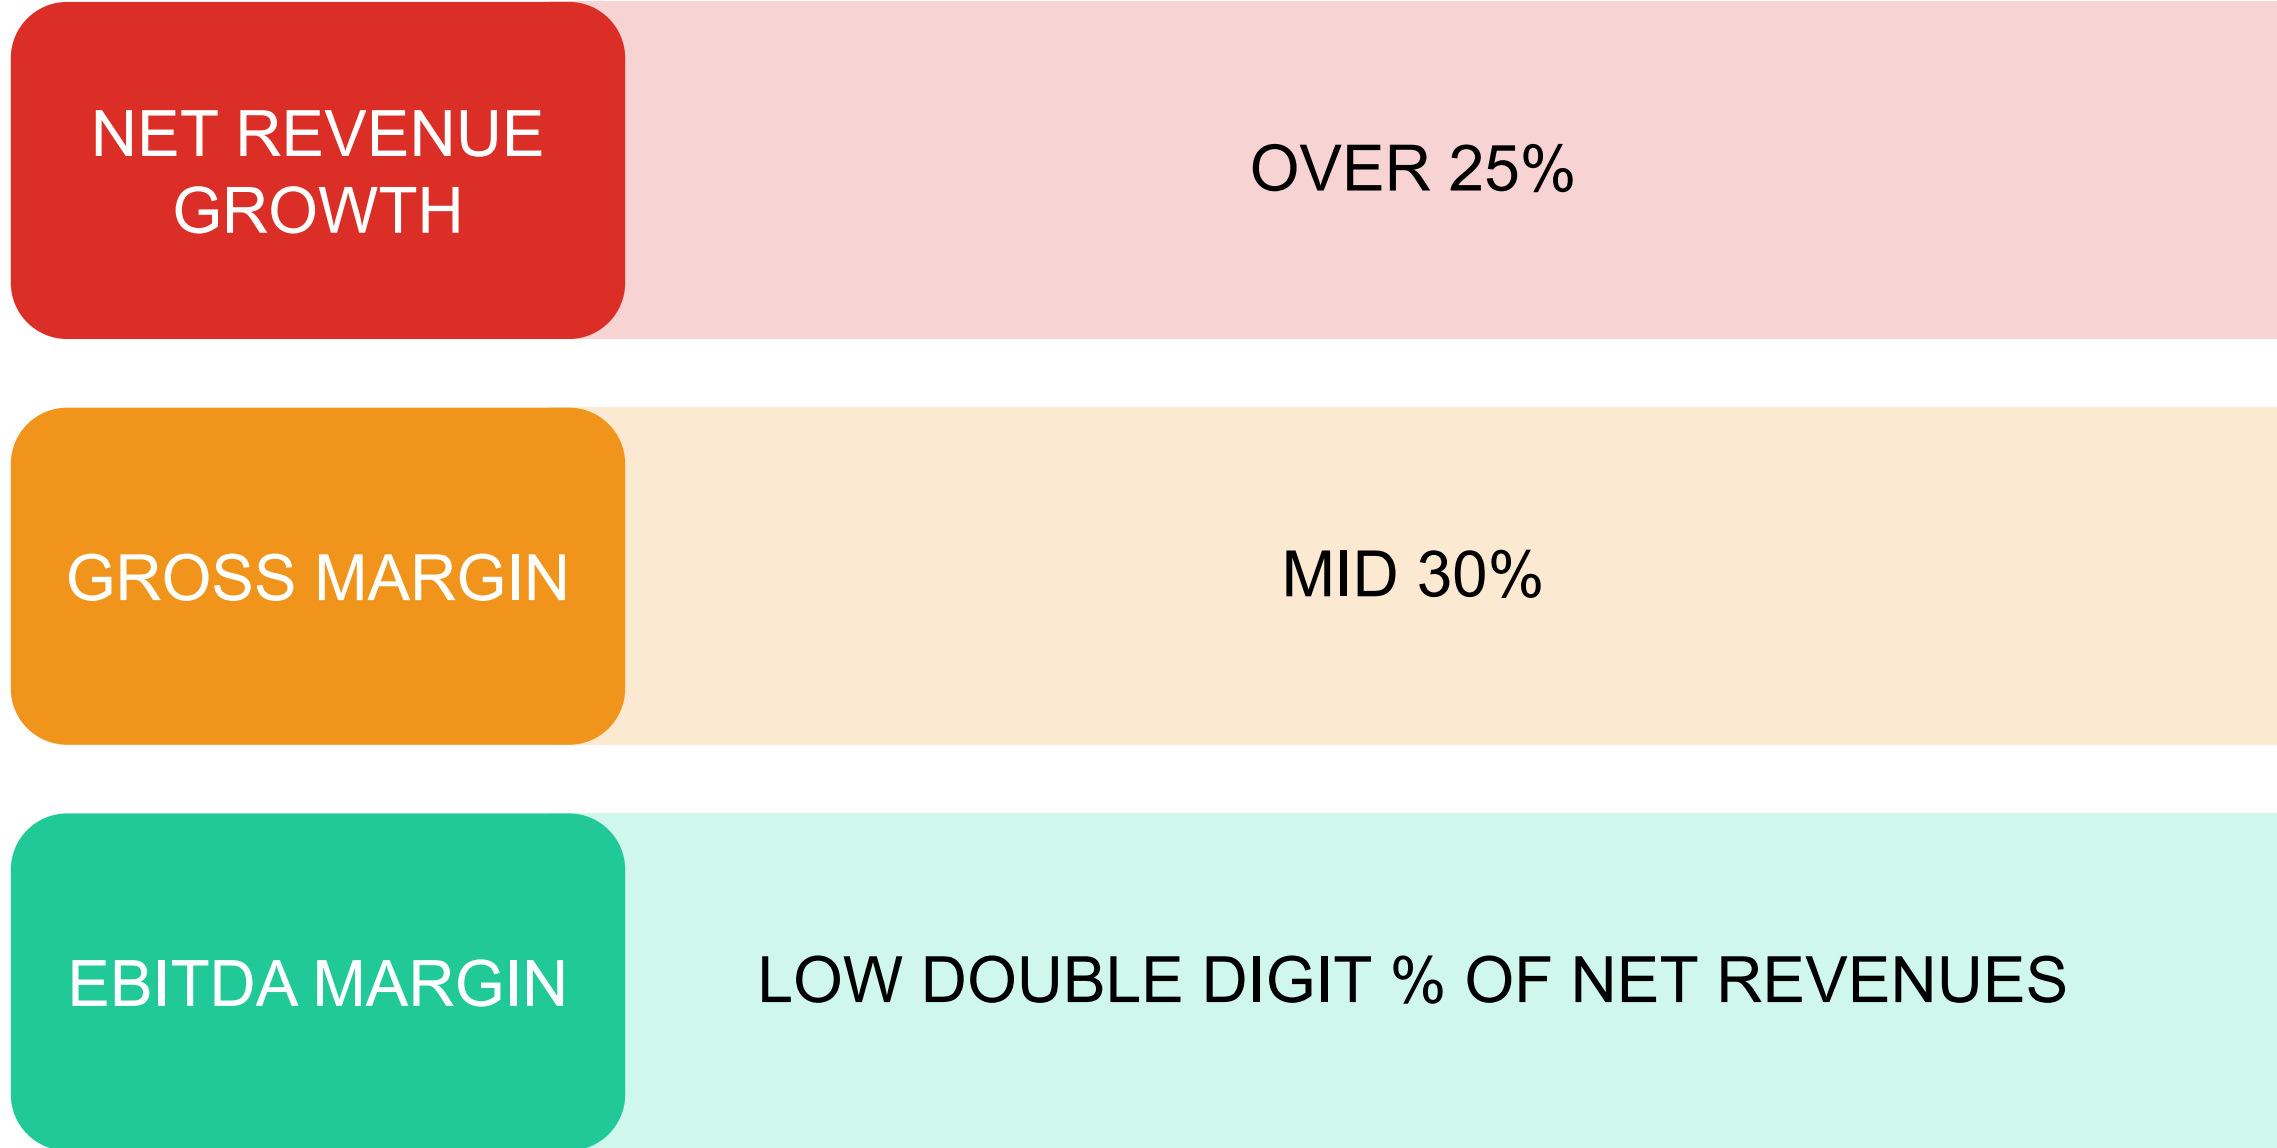 NET REVENUE
GROWTH
OVER 25%
GROSS MARGIN
MID 30%
EBITDA MARGIN
LOW DOUBLE DIGIT % OF NET REVENUES